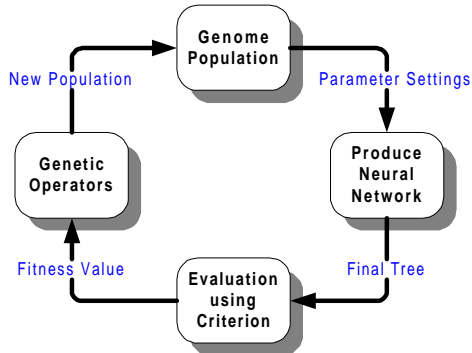 Genome
Population
New Population
Parameter Settings
Genetic
Operators
Produce
Neural
Network
Fitness Value
Final Tree
Evaluation
using
Criterion